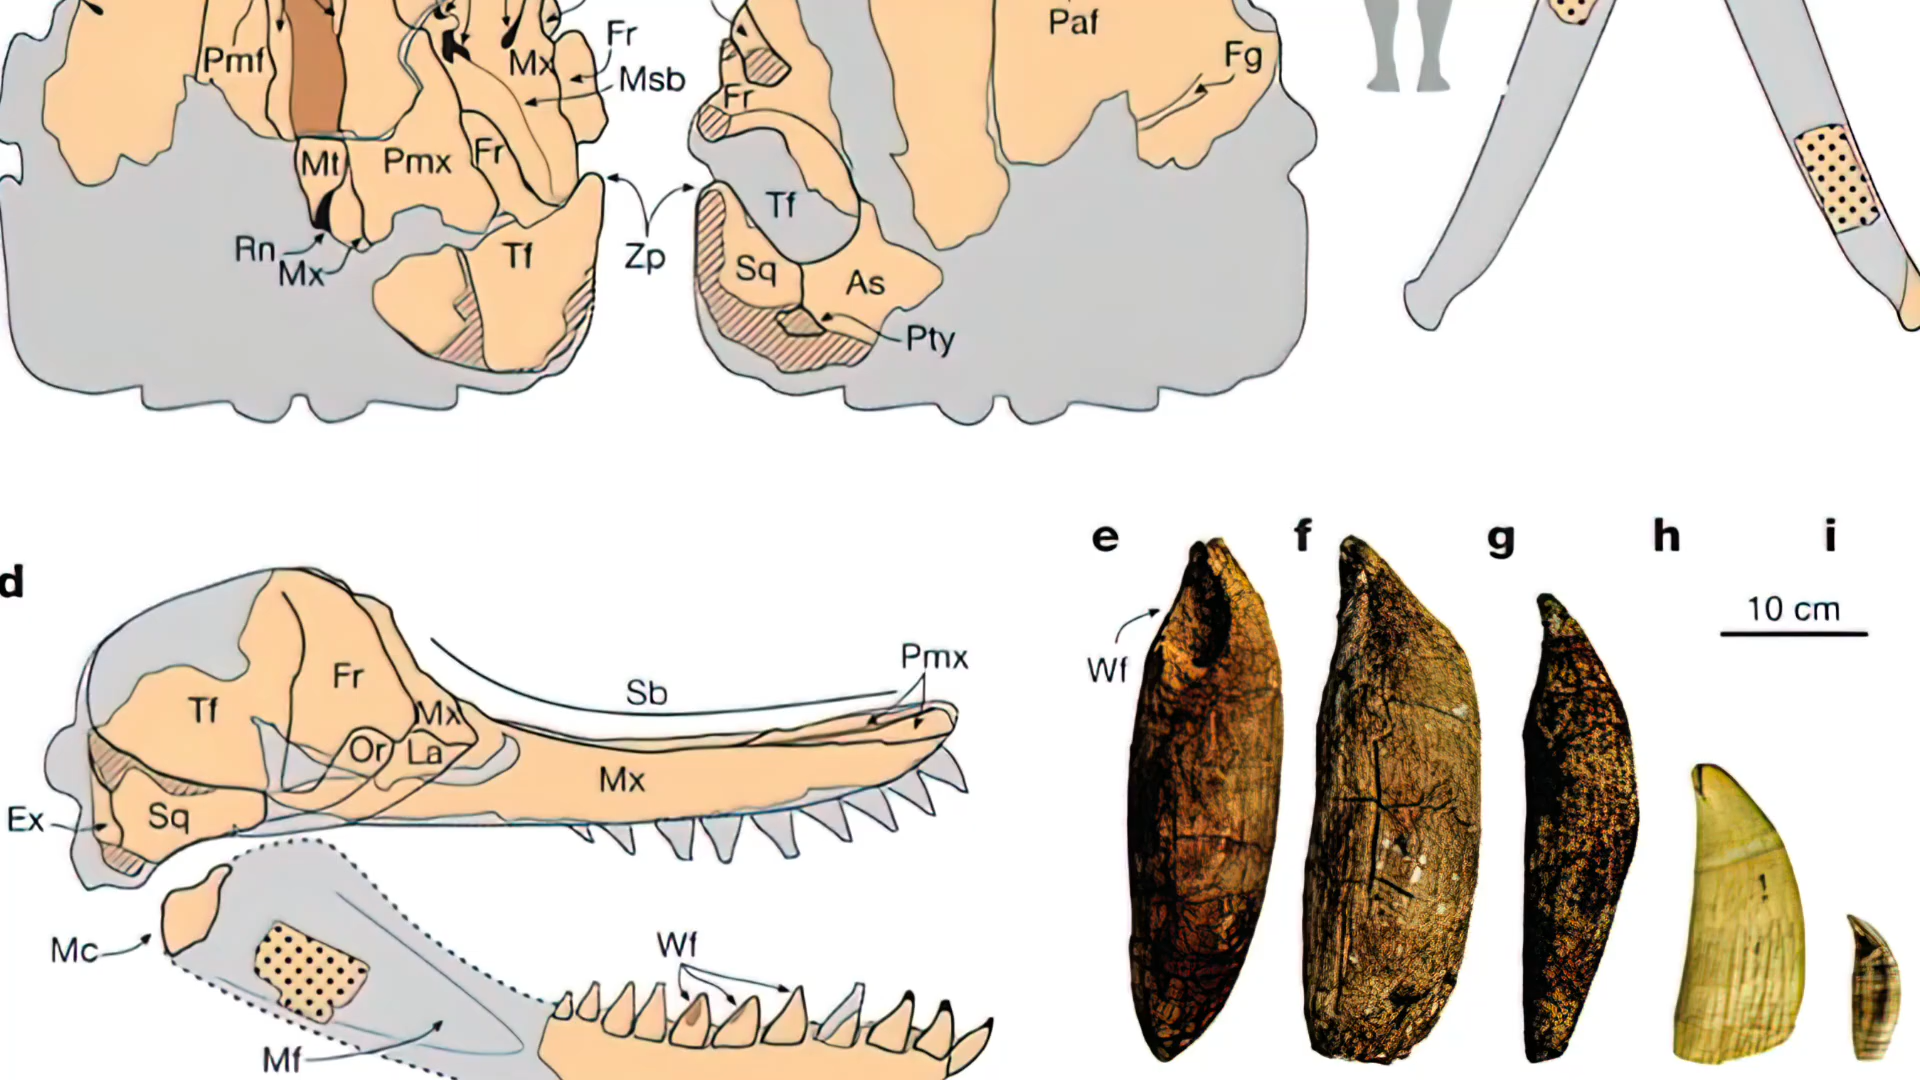 Pmf
Mx
Fr
Msb
Mt
Pmx
Fr
Rn
Mx
Tf
Zp
Paf
Fg
Fr
Tf
Sq
As
Pty
d
Fr
Tf
Mx
Or
La
Sb
Pmx
Mx
Ex
Sq
Mc
Wf
Mf
e
f
g
h
i
10 cm
Wf